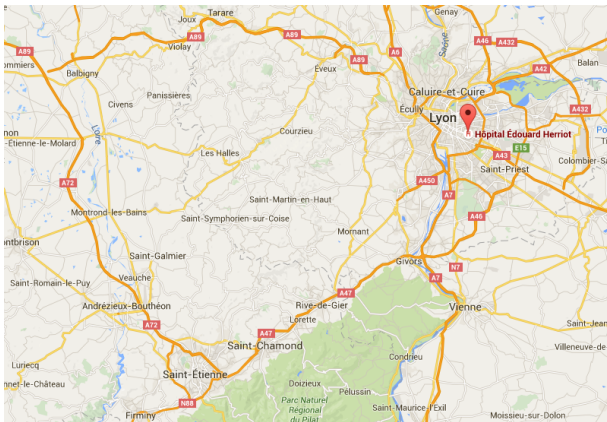 Tarare
Genay
Joux
A89
A46
A432
Saône
Violay
A89
A6
ommiers
Éveux
A89
A42
Balan
Balbigny
Panissières
Caluire-et-Cuire
Civens
Écully
A432
Lyon
Loire
H
Hôpital Édouard Herriot
non
Courzieu
-Étienne-le-Molard
E15
Les Halles
A43
Colombier-Sa
A72
A450
Saint-Priest
Saint-Martin-en-Haut
A7
Montrond-les-Bains
Saint-Symphorien-sur-Coise
A46
Mornant
ontbrison
Saint-Galmier
Givors
N7
Saint-Romain-le-Puy
Veauche
A7
A47
Andrézieux-Bouthéon
Rive-de-Gier
Vienne
Lorette
A72
A47
Saint-Jean
Saint-Chamond
Villeneuve-de
Luriecq
Condrieu
Saint-Étienne
nnet-le-Château
Doizieux
Pélussin
Parc Naturel
Régional
du Pilat
N88
Saint-Maurice-l'Exil
Firminy
Moissieu-sur-Dolon